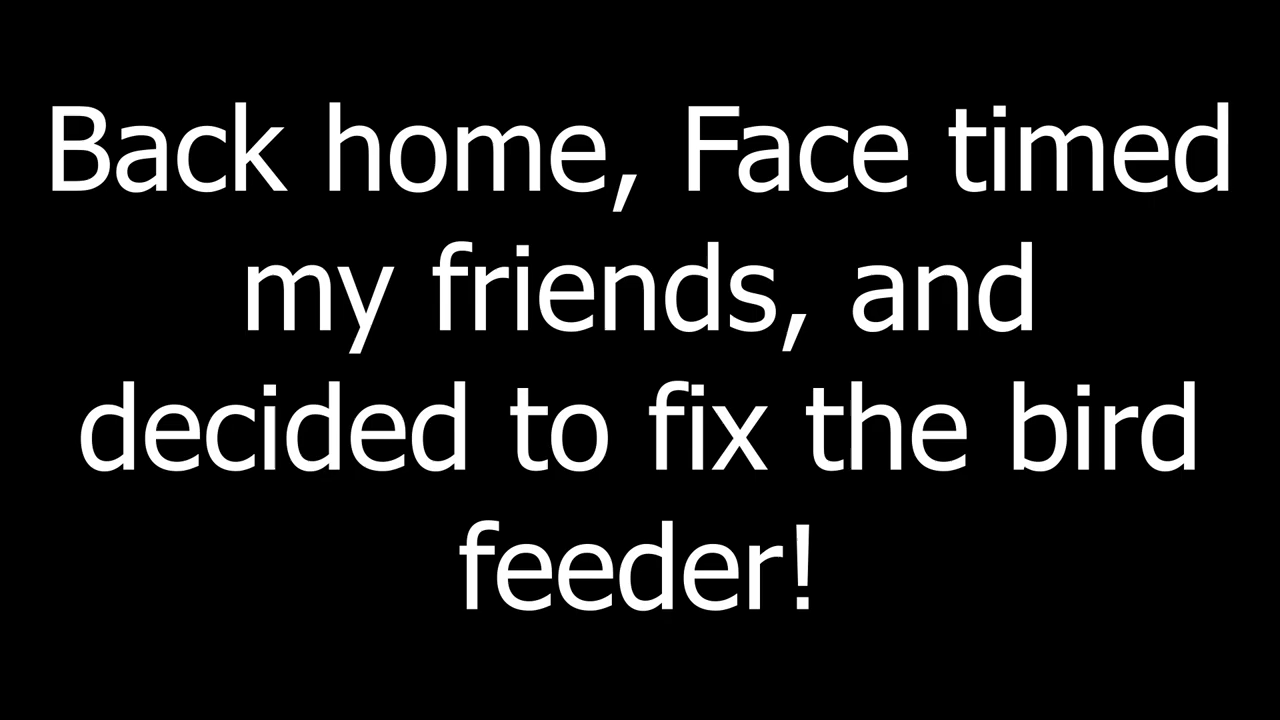 Back home, Face timed
my friends, and
decided to fix the bird
feeder!